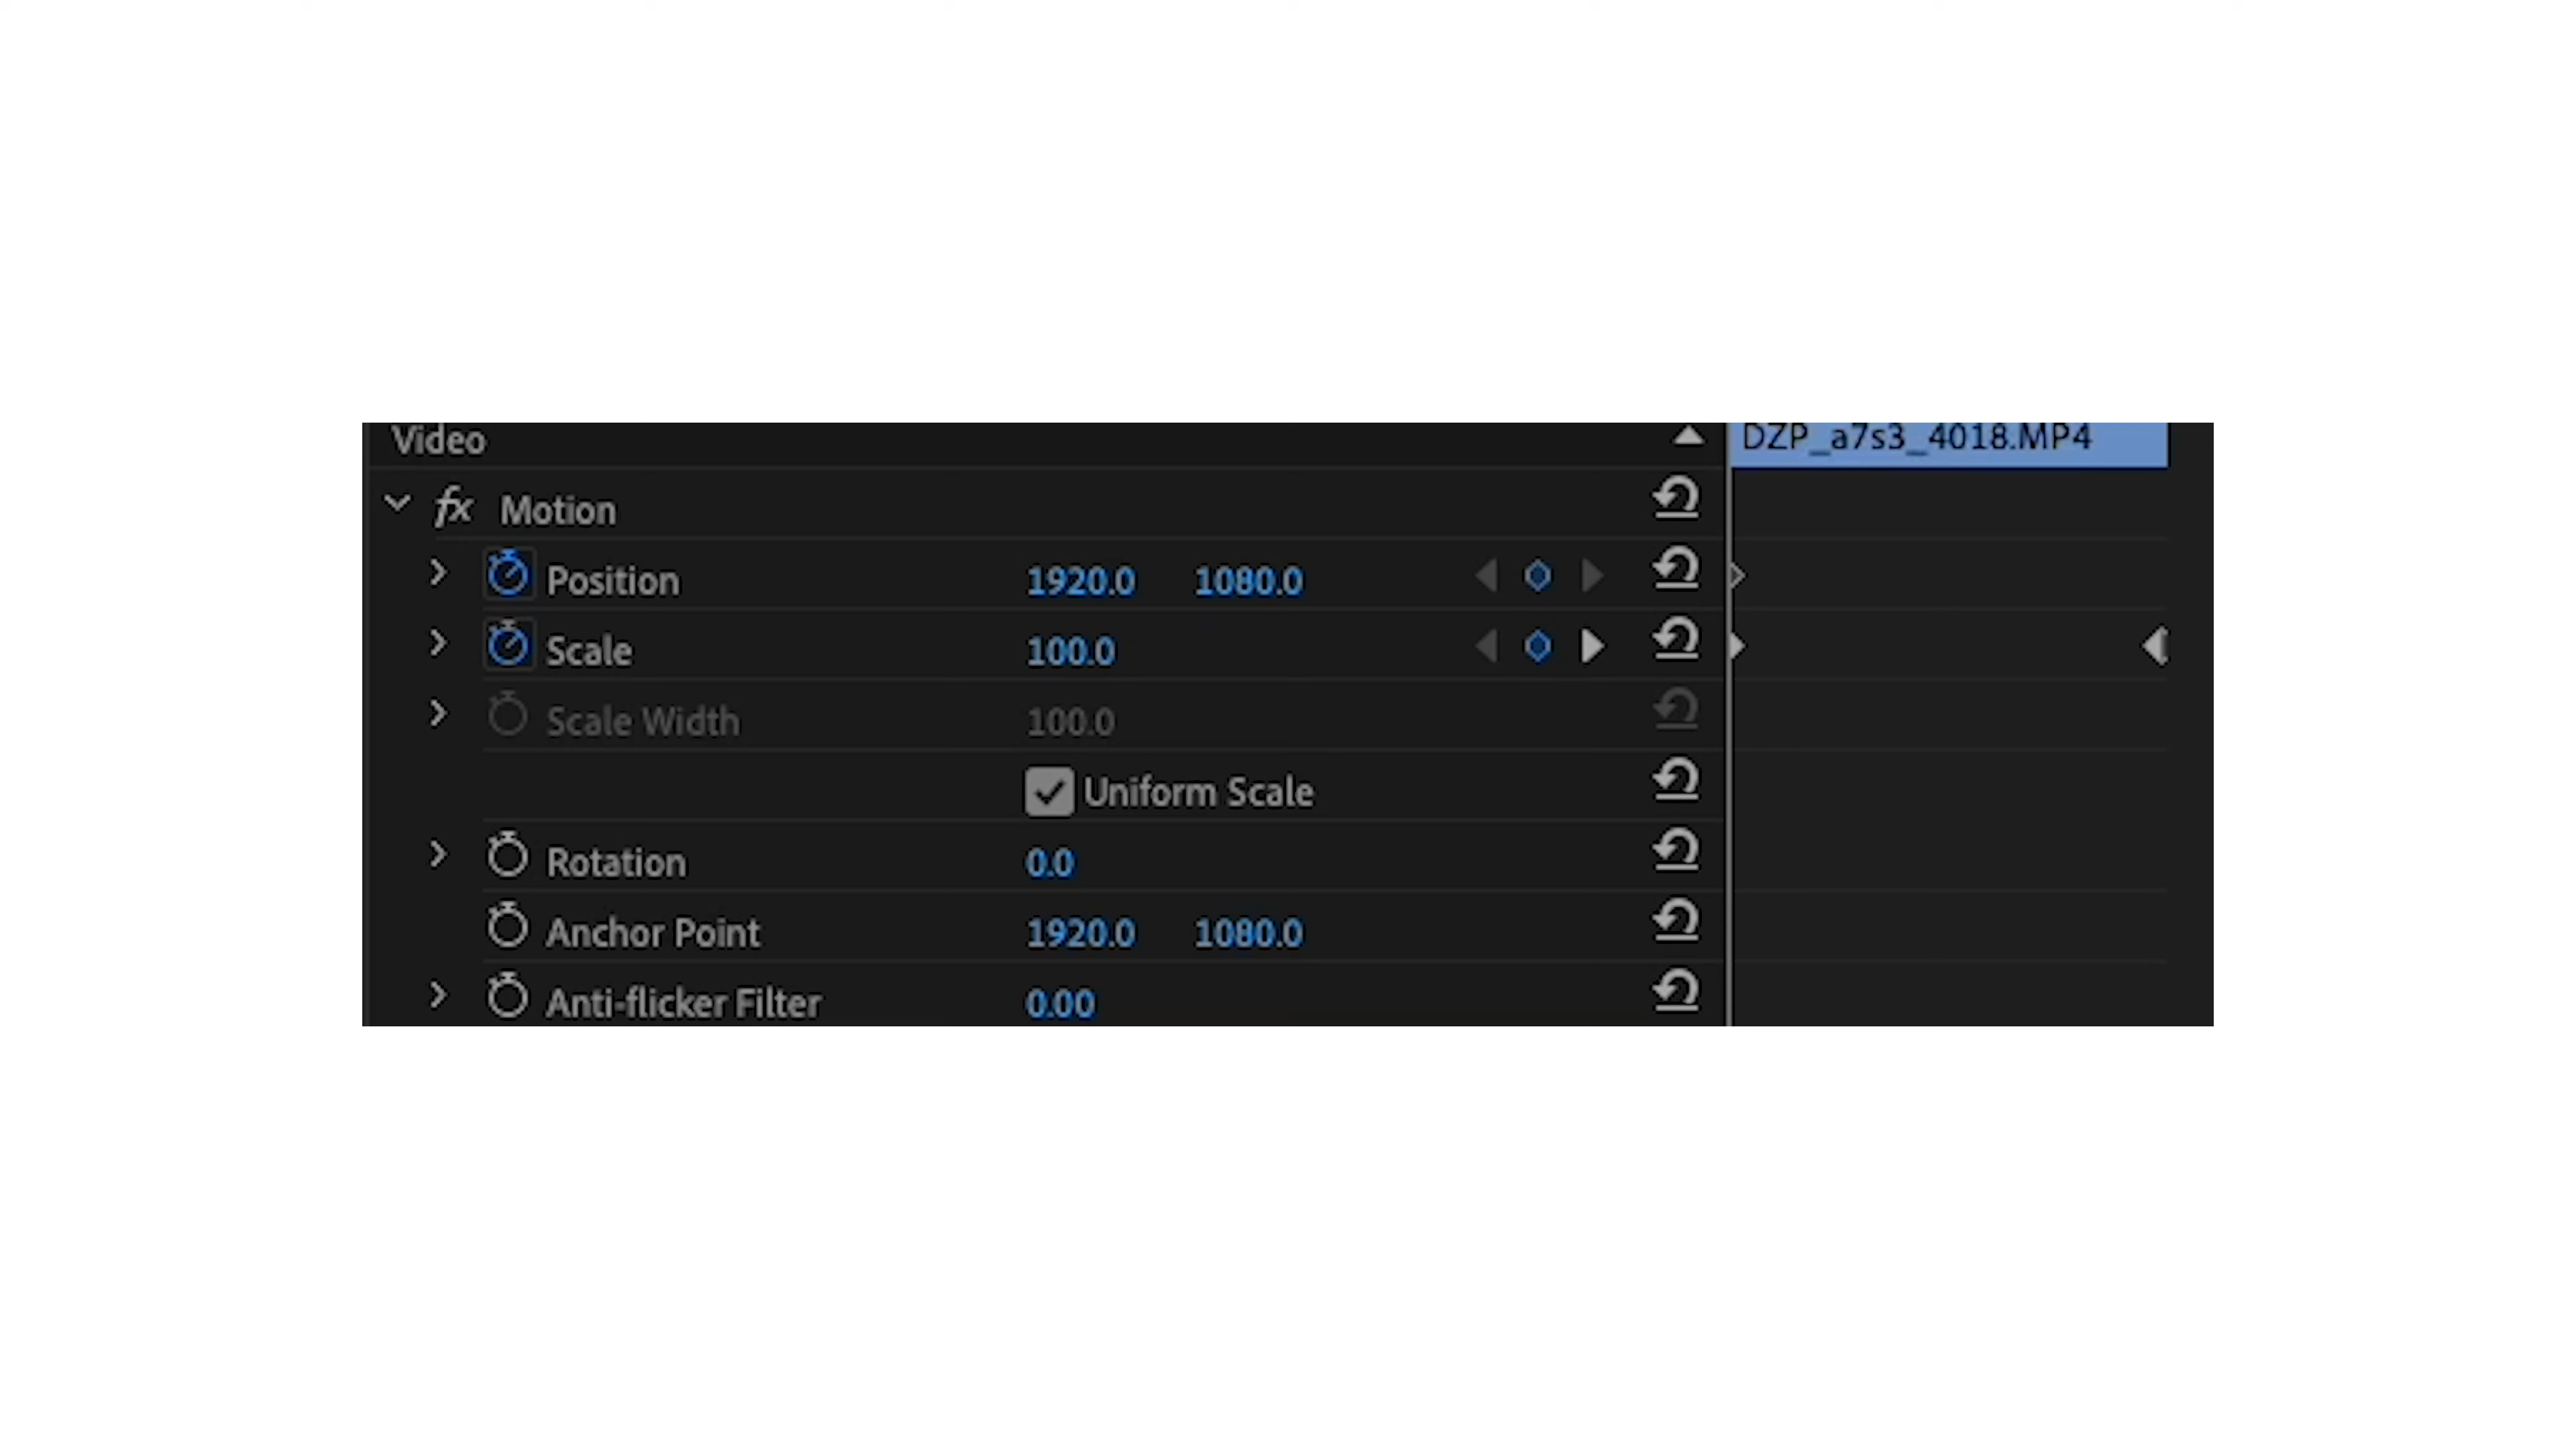 Video
DZP_a7s3_4018.MP4
fx Motion
Position 1920.0 1080.0
Scale 100.0
Scale Width 100.0
Uniform Scale
Rotation 0.0
Anchor Point 1920.0 1080.0
Anti-flicker Filter 0.00